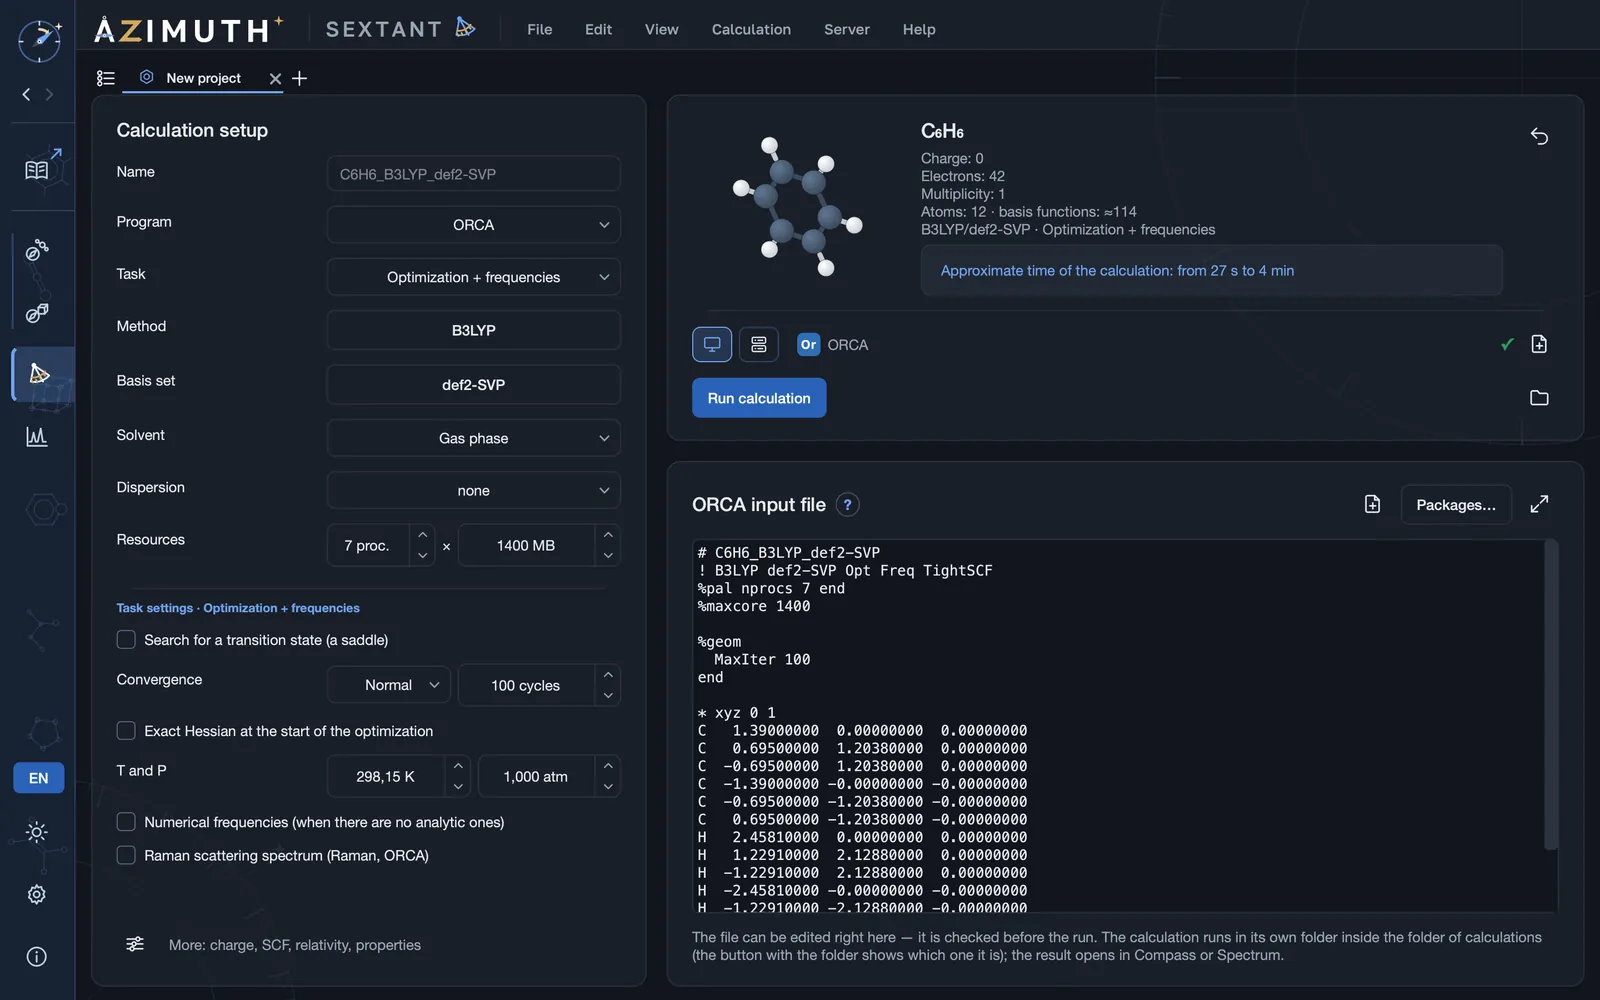 AZIMUTH
SEXTANT
File
Edit
View
Calculation
Server
Help
New project
Calculation setup
Name
C6H6_B3LYP_def2-SVP
Program
ORCA
Task
Optimization + frequencies
Method
B3LYP
Basis set
def2-SVP
Solvent
Gas phase
Dispersion
none
Resources
7 proc.
×
1400 MB
Task settings · Optimization + frequencies
Search for a transition state (a saddle)
Convergence
Normal
100 cycles
Exact Hessian at the start of the optimization
T and P
298,15 K
1,000 atm
Numerical frequencies (when there are no analytic ones)
Raman scattering spectrum (Raman, ORCA)
More: charge, SCF, relativity, properties
EN
C₆H₆
Charge: 0
Electrons: 42
Multiplicity: 1
Atoms: 12 · basis functions: ≈114
B3LYP/def2-SVP · Optimization + frequencies
Approximate time of the calculation: from 27 s to 4 min
Or
ORCA
Run calculation
ORCA input file
?
Packages...
# C6H6_B3LYP_def2-SVP
! B3LYP def2-SVP Opt Freq TightSCF
%pal nprocs 7 end
%maxcore 1400
%geom
MaxIter 100
end
* xyz 0 1
C 1.39000000 0.00000000 0.00000000
C 0.69500000 1.20380000 0.00000000
C -0.69500000 1.20380000 0.00000000
C -1.39000000 -0.00000000 -0.00000000
C -0.69500000 -1.20380000 -0.00000000
C 0.69500000 -1.20380000 -0.00000000
H 2.45810000 0.00000000 0.00000000
H 1.22910000 2.12880000 0.00000000
H -1.22910000 2.12880000 0.00000000
H -2.45810000 -0.00000000 -0.00000000
H -1.22910000 -2.12880000 -0.00000000
The file can be edited right here — it is checked before the run. The calculation runs in its own folder inside the folder of calculations
(the button with the folder shows which one it is); the result opens in Compass or Spectrum.